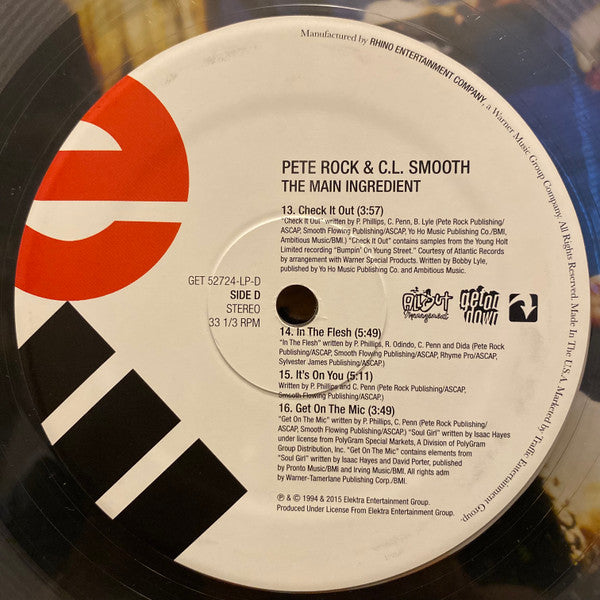 Manufactured by RHINO ENTERTAINMENT COMPANY, a Warner Music Group Company. All Rights Reserved. Made In The U.S.A. Marketed by Traffic Entertainment Group.
PETE ROCK & C.L. SMOOTH
THE MAIN INGREDIENT
13. Check It Out (3:57)
"Check It Out" written by P. Phillips, C. Penn, B. Lyle (Pete Rock Publishing/
ASCAP, Smooth Flowing Publishing/ASCAP, Yo Ho Music Publishing Co./BMI,
Ambitious Music/BMI.) "Check It Out" contains samples from the Young Holt
Limited recording "Bumpin' On Young Street." Courtesy of Atlantic Records
by arrangement with Warner Special Products. Written by Bobby Lyle,
published by Yo Ho Music Publishing Co. and Ambitious Music.
GET 52724-LP-D
SIDE D
STEREO
33 1/3 RPM
get on
down
14. In The Flesh (5:49)
"In The Flesh" written by P. Phillips, R. Odindo, C. Penn and Dida (Pete Rock
Publishing/ASCAP, Smooth Flowing Publishing/ASCAP, Rhyme Pro/ASCAP,
Sylvester James Publishing/ASCAP.)
15. It's On You (5:11)
Written by P. Phillips and C. Penn (Pete Rock Publishing/ASCAP,
Smooth Flowing Publishing/ASCAP.)
16. Get On The Mic (3:49)
"Get On The Mic" written by P. Phillips, C. Penn (Pete Rock Publishing/
ASCAP, Smooth Flowing Publishing/ASCAP.) "Soul Girl" written by Isaac Hayes
under license from PolyGram Special Markets, A Division of PolyGram
Group Distribution, Inc. "Get On The Mic" contains elements from
"Soul Girl" written by Isaac Hayes and David Porter, published
by Pronto Music/BMI and Irving Music/BMI. All rights adm
by Warner-Tamerlane Publishing Corp./BMI.
℗ & © 1994 & 2015 Elektra Entertainment Group.
Produced Under License From Elektra Entertainment Group.